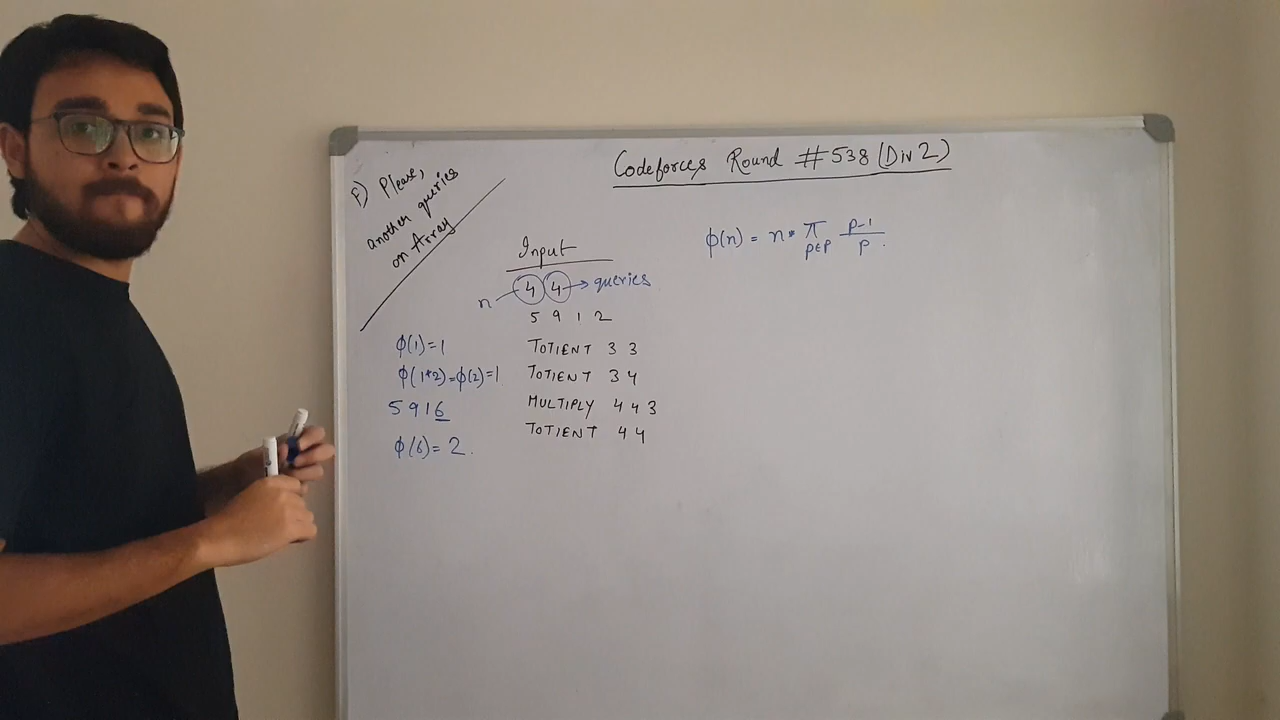 Codeforces Round #538 (Div 2)
F) Please,
another queries
on Array
Input
n 4 4 → queries
5 9 1 2
TOTIENT 3 3
TOTIENT 3 4
MULTIPLY 4 4 3
TOTIENT 4 4
ϕ(1)=1
ϕ(1*2)=ϕ(2)=1
5 9 1 6
ϕ(6)= 2.
ϕ(n) = n * π p-1
p∈P p.